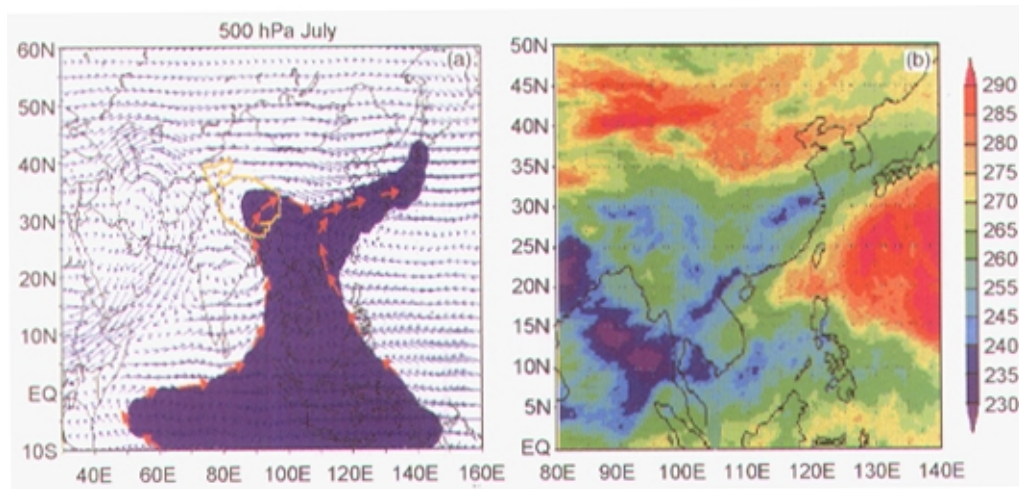 500 hPa July
(a)
60N
50N
40N
30N
20N
10N
EQ
10S
40E 60E 80E 100E 120E 140E 160E
(b)
50N
45N
40N
35N
30N
25N
20N
15N
10N
5N
EQ
80E 90E 100E 110E 120E 130E 140E
290
285
280
275
270
265
260
255
250
245
240
235
230